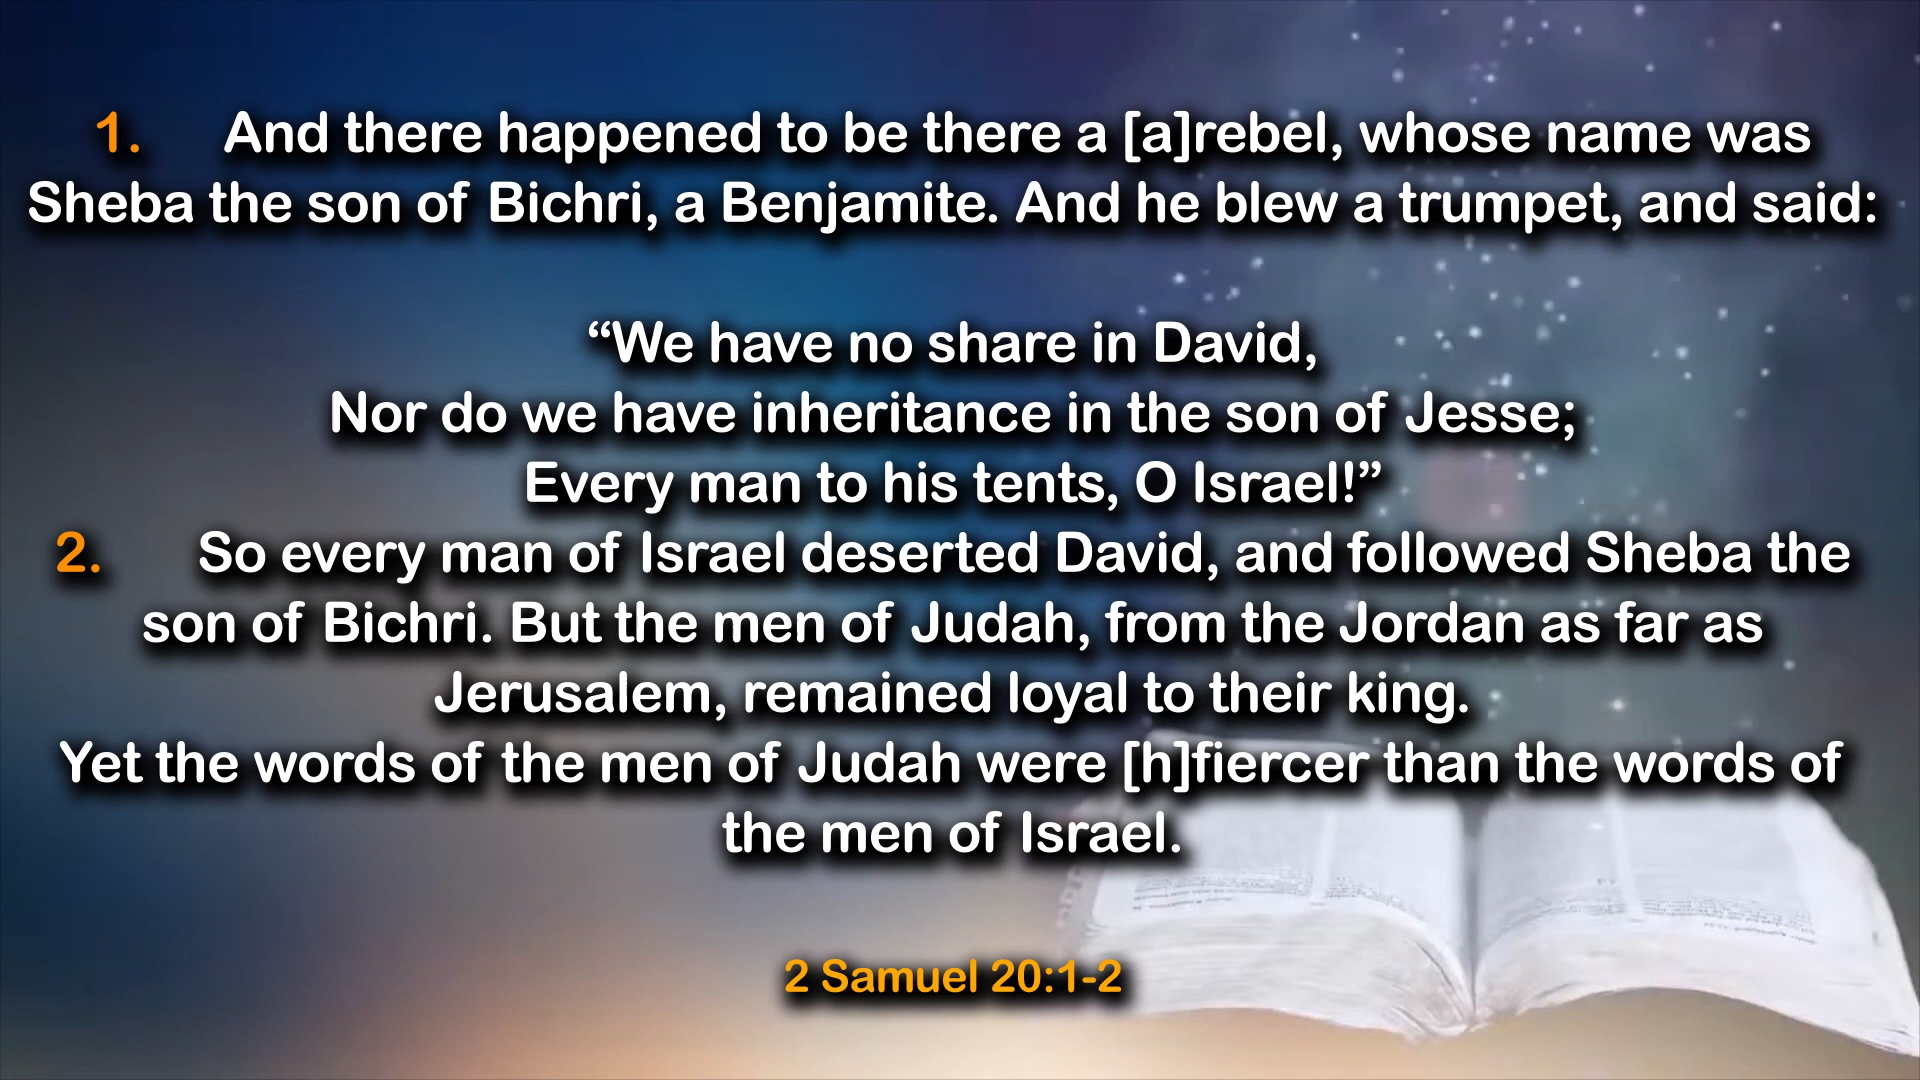 1. And there happened to be there a [a]rebel, whose name was
Sheba the son of Bichri, a Benjamite. And he blew a trumpet, and said:
“We have no share in David,
Nor do we have inheritance in the son of Jesse;
Every man to his tents, O Israel!”
2. So every man of Israel deserted David, and followed Sheba the
son of Bichri. But the men of Judah, from the Jordan as far as
Jerusalem, remained loyal to their king.
Yet the words of the men of Judah were [h]fiercer than the words of
the men of Israel.
2 Samuel 20:1-2